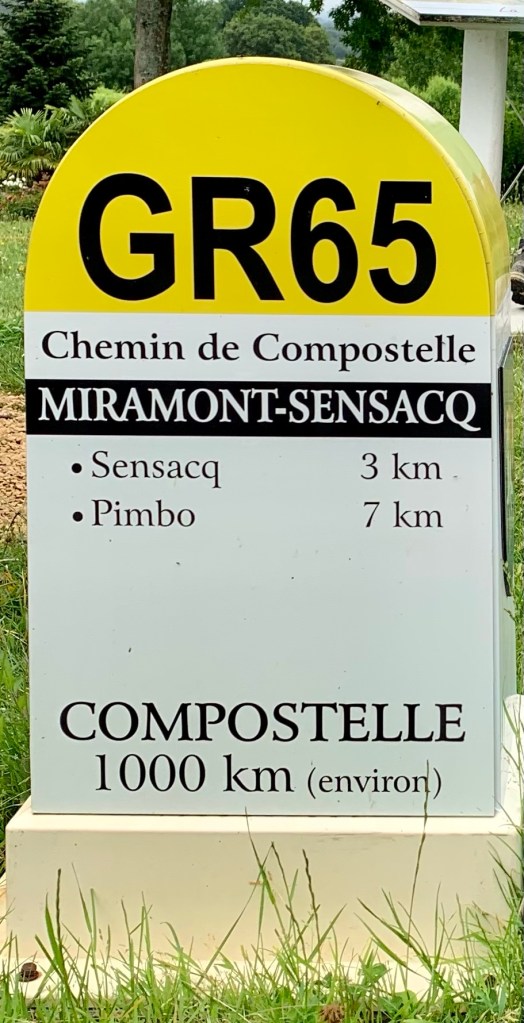 GR65
Chemin de Compostelle
MIRAMONT-SENSACQ
• Sensacq 3 km
• Pimbo 7 km
COMPOSTELLE
1000 km (environ)